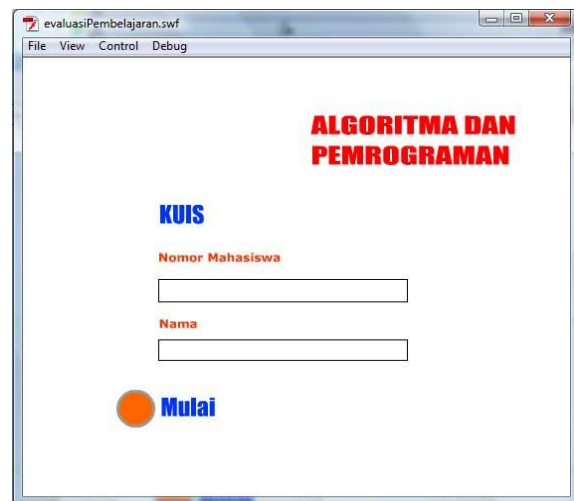 evaluasiPembelajaran.swf
File View Control Debug
ALGORITMA DAN
PEMROGRAMAN
KUIS
Nomor Mahasiswa
Nama
Mulai